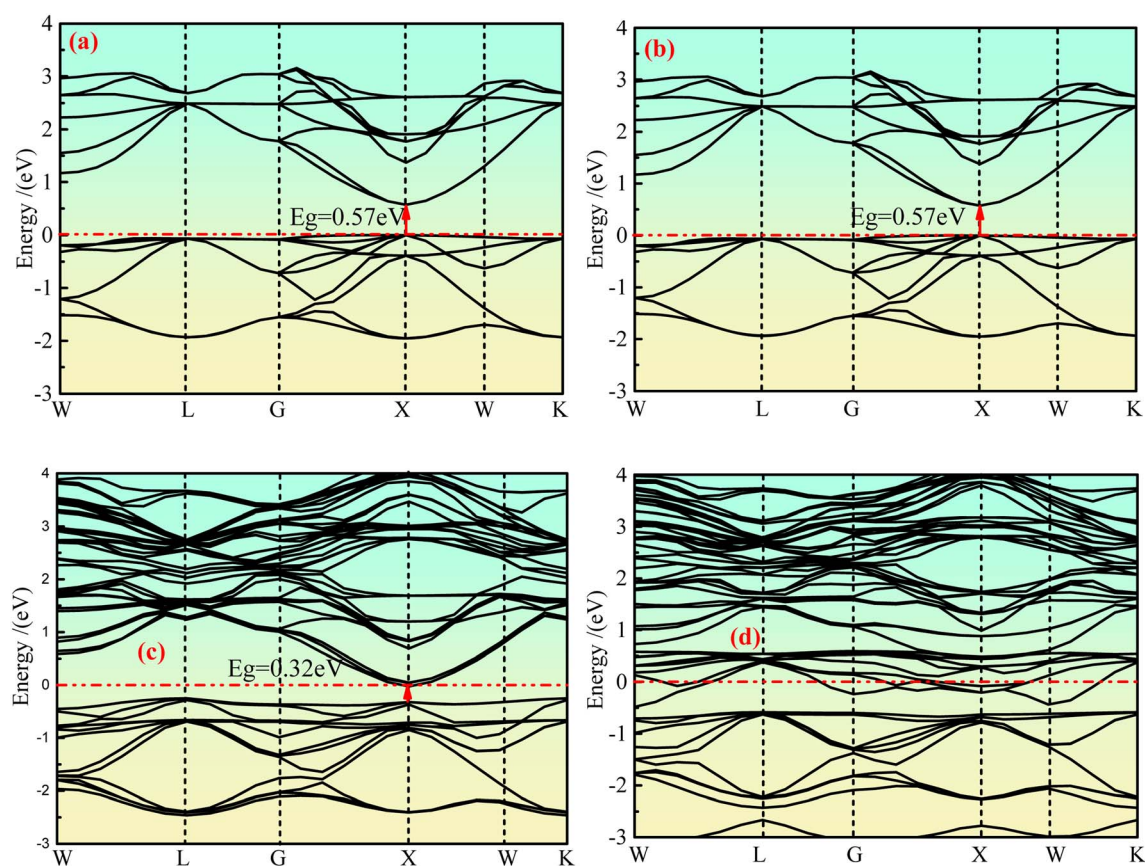 (a)
Energy /(eV)
4
3
2
1
0
-1
-2
-3
Eg=0.57eV
W L G X W K
(b)
Energy /(eV)
4
3
2
1
0
-1
-2
-3
Eg=0.57eV
W L G X W K
(c)
Energy /(eV)
4
3
2
1
0
-1
-2
-3
Eg=0.32eV
W L G X W K
(d)
Energy /(eV)
4
3
2
1
0
-1
-2
-3
W L G X W K